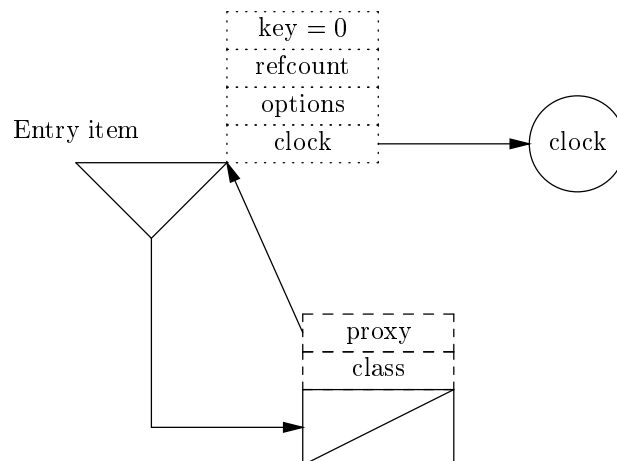 key = 0
refcount
options
Entry item
clock
clock
proxy
class